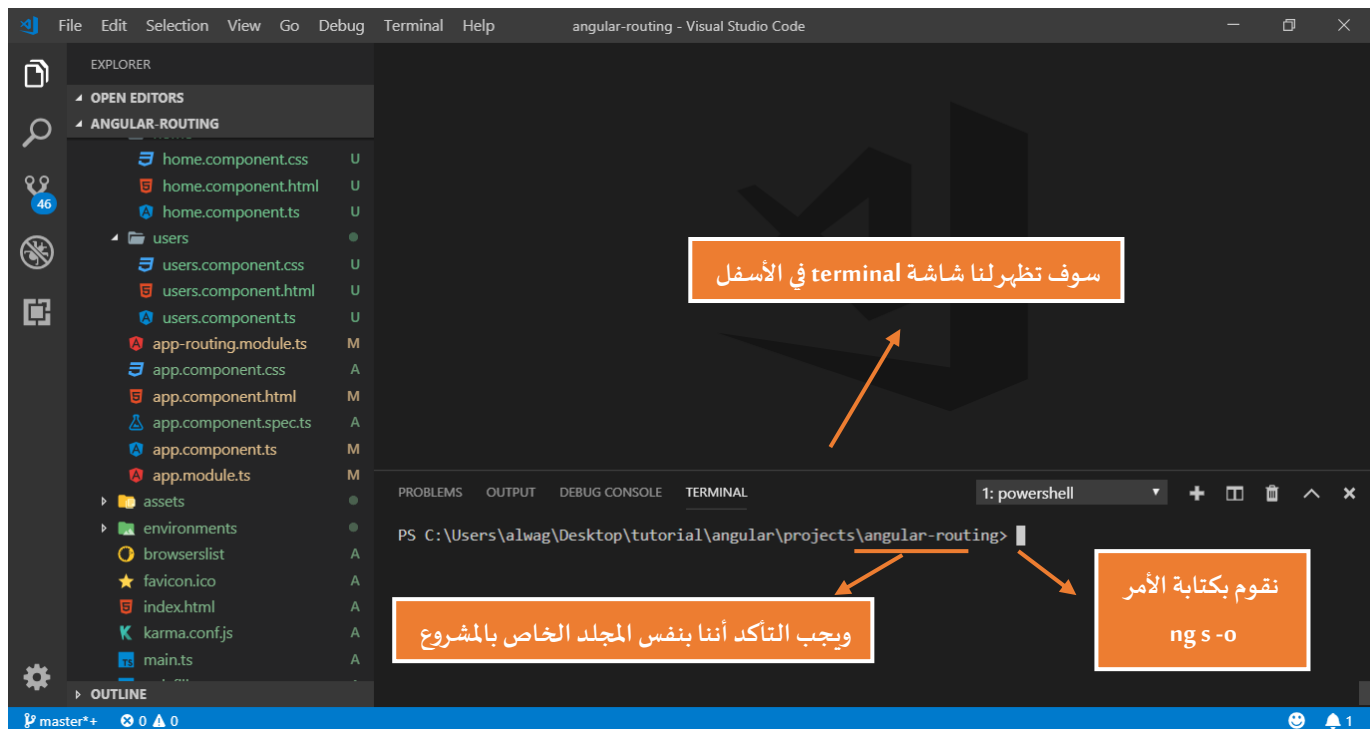 File Edit Selection View Go Debug Terminal Help angular-routing - Visual Studio Code
EXPLORER
OPEN EDITORS
ANGULAR-ROUTING
home.component.css U
home.component.html U
46
home.component.ts U
users
users.component.css U
users.component.html U
users.component.ts U
app-routing.module.ts M
app.component.css A
app.component.html M
app.component.spec.ts A
app.component.ts M
app.module.ts M
assets
environments
browserslist A
favicon.ico A
index.html A
karma.conf.js A
main.ts A
OUTLINE
سوف تظهر لنا شاشة terminal في الأسفل
PROBLEMS OUTPUT DEBUG CONSOLE TERMINAL 1: powershell
PS C:\Users\alwag\Desktop\tutorial\angular\projects\angular-routing>
نقوم بكتابة الأمر
ng s -o
ويجب التأكد أننا بنفس المجلد الخاص بالمشروع
master*+ 0 0 1